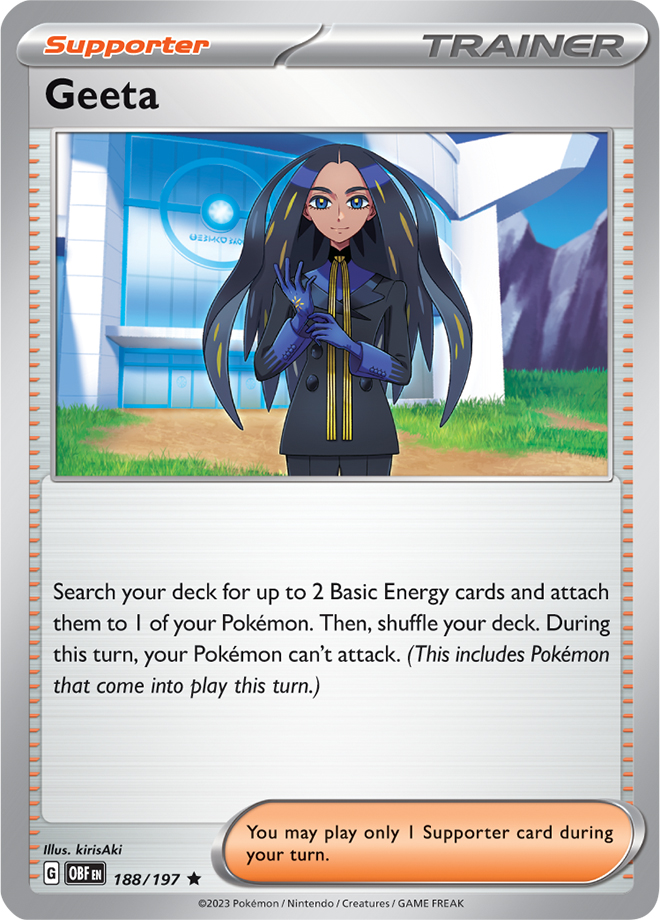 Supporter
TRAINER
Geeta
Search your deck for up to 2 Basic Energy cards and attach
them to 1 of your Pokémon. Then, shuffle your deck. During
this turn, your Pokémon can't attack. (This includes Pokémon
that come into play this turn.)
You may play only 1 Supporter card during
your turn.
Illus. kirisAki
G OBF EN 188/197 ★
©2023 Pokémon / Nintendo / Creatures / GAME FREAK